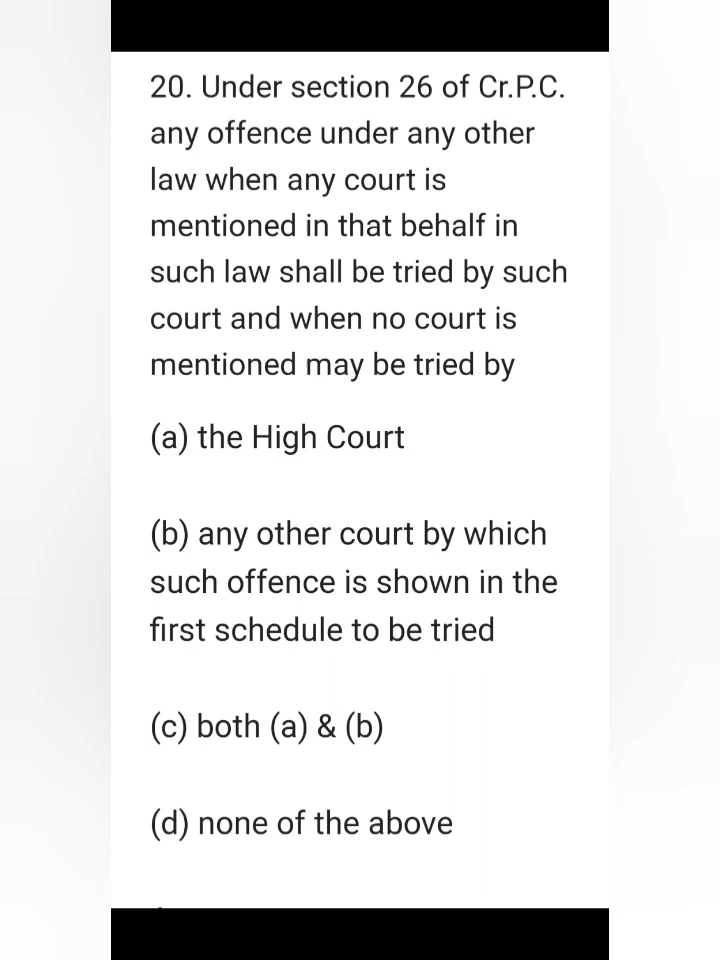 20. Under section 26 of Cr.P.C.
any offence under any other
law when any court is
mentioned in that behalf in
such law shall be tried by such
court and when no court is
mentioned may be tried by
(a) the High Court
(b) any other court by which
such offence is shown in the
first schedule to be tried
(c) both (a) & (b)
(d) none of the above